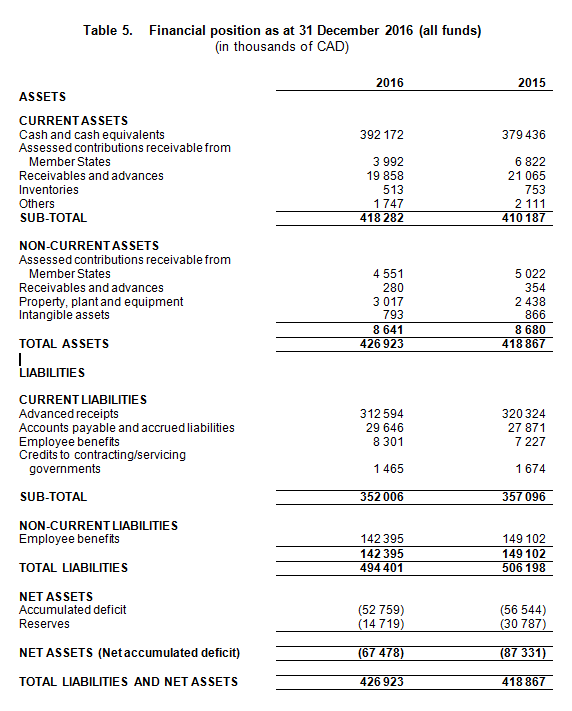 Table 5. Financial position as at 31 December 2016 (all funds)
(in thousands of CAD)
2016 2015
ASSETS
CURRENT ASSETS
Cash and cash equivalents 392 172 379 436
Assessed contributions receivable from
Member States 3 992 6 822
Receivables and advances 19 858 21 065
Inventories 513 753
Others 1 747 2 111
SUB-TOTAL 418 282 410 187
NON-CURRENT ASSETS
Assessed contributions receivable from
Member States 4 551 5 022
Receivables and advances 280 354
Property, plant and equipment 3 017 2 438
Intangible assets 793 866
8 641 8 680
TOTAL ASSETS 426 923 418 867
LIABILITIES
CURRENT LIABILITIES
Advanced receipts 312 594 320 324
Accounts payable and accrued liabilities 29 646 27 871
Employee benefits 8 301 7 227
Credits to contracting/servicing
governments 1 465 1 674
SUB-TOTAL 352 006 357 096
NON-CURRENT LIABILITIES
Employee benefits 142 395 149 102
142 395 149 102
TOTAL LIABILITIES 494 401 506 198
NET ASSETS
Accumulated deficit (52 759) (56 544)
Reserves (14 719) (30 787)
NET ASSETS (Net accumulated deficit) (67 478) (87 331)
TOTAL LIABILITIES AND NET ASSETS 426 923 418 867